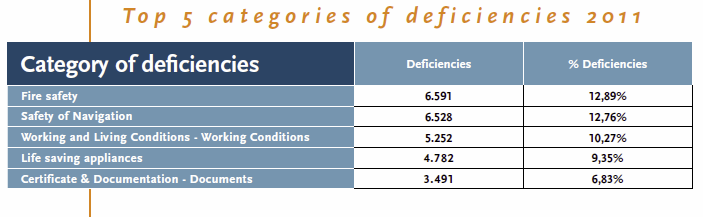 Top 5 categories of deficiencies 2011
Category of deficiencies Deficiencies % Deficiencies
Fire safety 6.591 12,89%
Safety of Navigation 6.528 12,76%
Working and Living Conditions - Working Conditions 5.252 10,27%
Life saving appliances 4.782 9,35%
Certificate & Documentation - Documents 3.491 6,83%